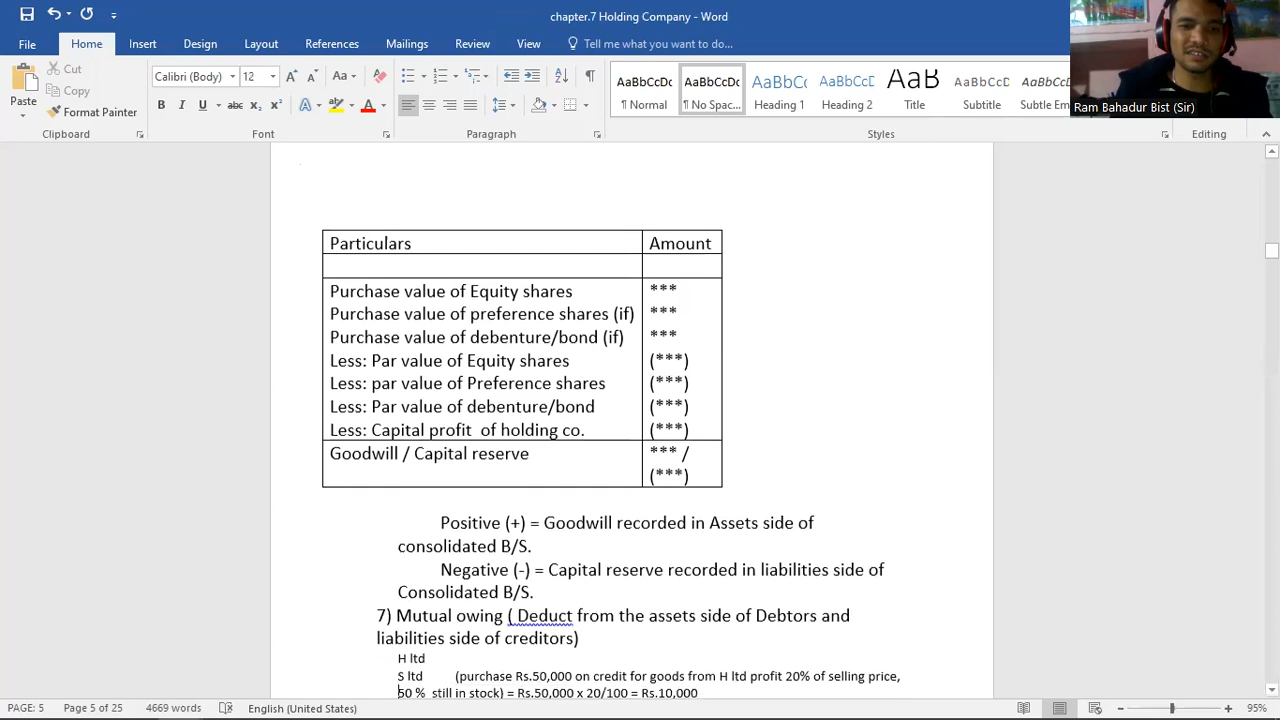 chapter.7 Holding Company - Word
File Home Insert Design Layout References Mailings Review View Tell me what you want to do...
Cut
Copy
Format Painter
Paste
Calibri (Body) 12
AaBbCcDc AaBbCcDc AaBbCc AaBbCcC AaB AaBbCcD AaBbCcD
¶ Normal ¶ No Spac... Heading 1 Heading 2 Title Subtitle Subtle Em
Clipboard Font Paragraph Styles Editing
Ram Bahadur Bist (Sir)
Particulars Amount
Purchase value of Equity shares ***
Purchase value of preference shares (if) ***
Purchase value of debenture/bond (if) ***
Less: Par value of Equity shares (***)
Less: par value of Preference shares (***)
Less: Par value of debenture/bond (***)
Less: Capital profit of holding co. (***)
Goodwill / Capital reserve *** /
(***)
Positive (+) = Goodwill recorded in Assets side of
consolidated B/S.
Negative (-) = Capital reserve recorded in liabilities side of
Consolidated B/S.
7) Mutual owing ( Deduct from the assets side of Debtors and
liabilities side of creditors)
H ltd
S ltd (purchase Rs.50,000 on credit for goods from H ltd profit 20% of selling price,
50 % still in stock) = Rs.50,000 x 20/100 = Rs.10,000
PAGE: 5 Page 5 of 25 4669 words English (United States) 95%